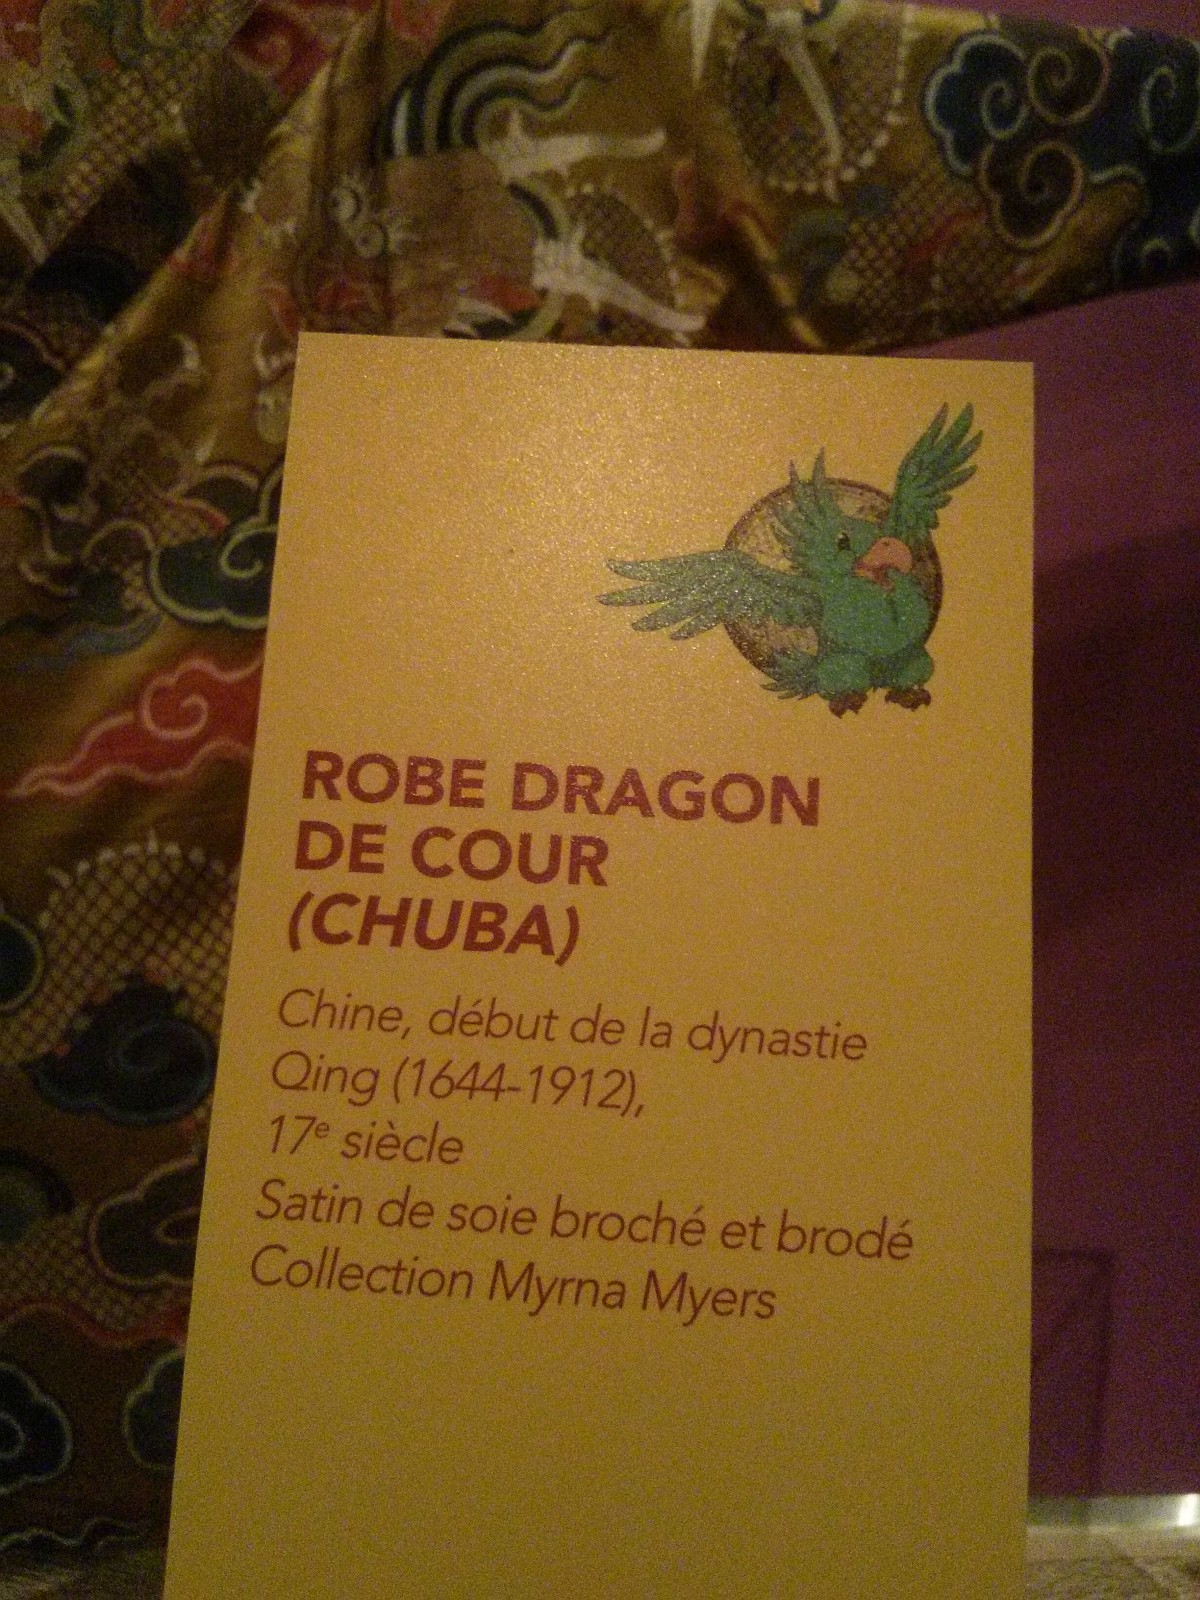 ROBE DRAGON
DE COUR
(CHUBA)
Chine, début de la dynastie
Qing (1644-1912),
17e siècle
Satin de soie broché et brodé
Collection Myrna Myers